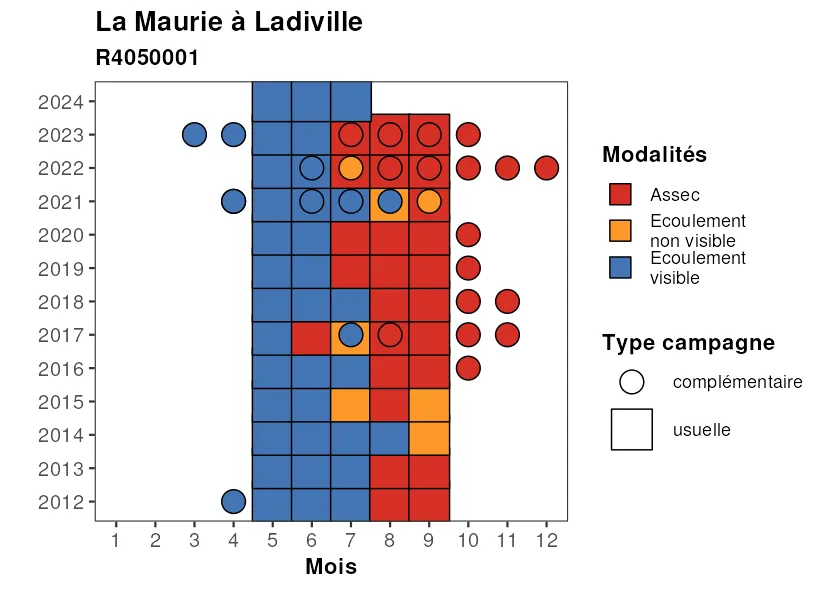 La Maurie à Ladiville
R4050001
2024
2023
2022
2021
2020
2019
2018
2017
2016
2015
2014
2013
2012
1 2 3 4 5 6 7 8 9 10 11 12
Mois
Modalités
Assec
Ecoulement
non visible
Ecoulement
visible
Type campagne
complémentaire
usuelle